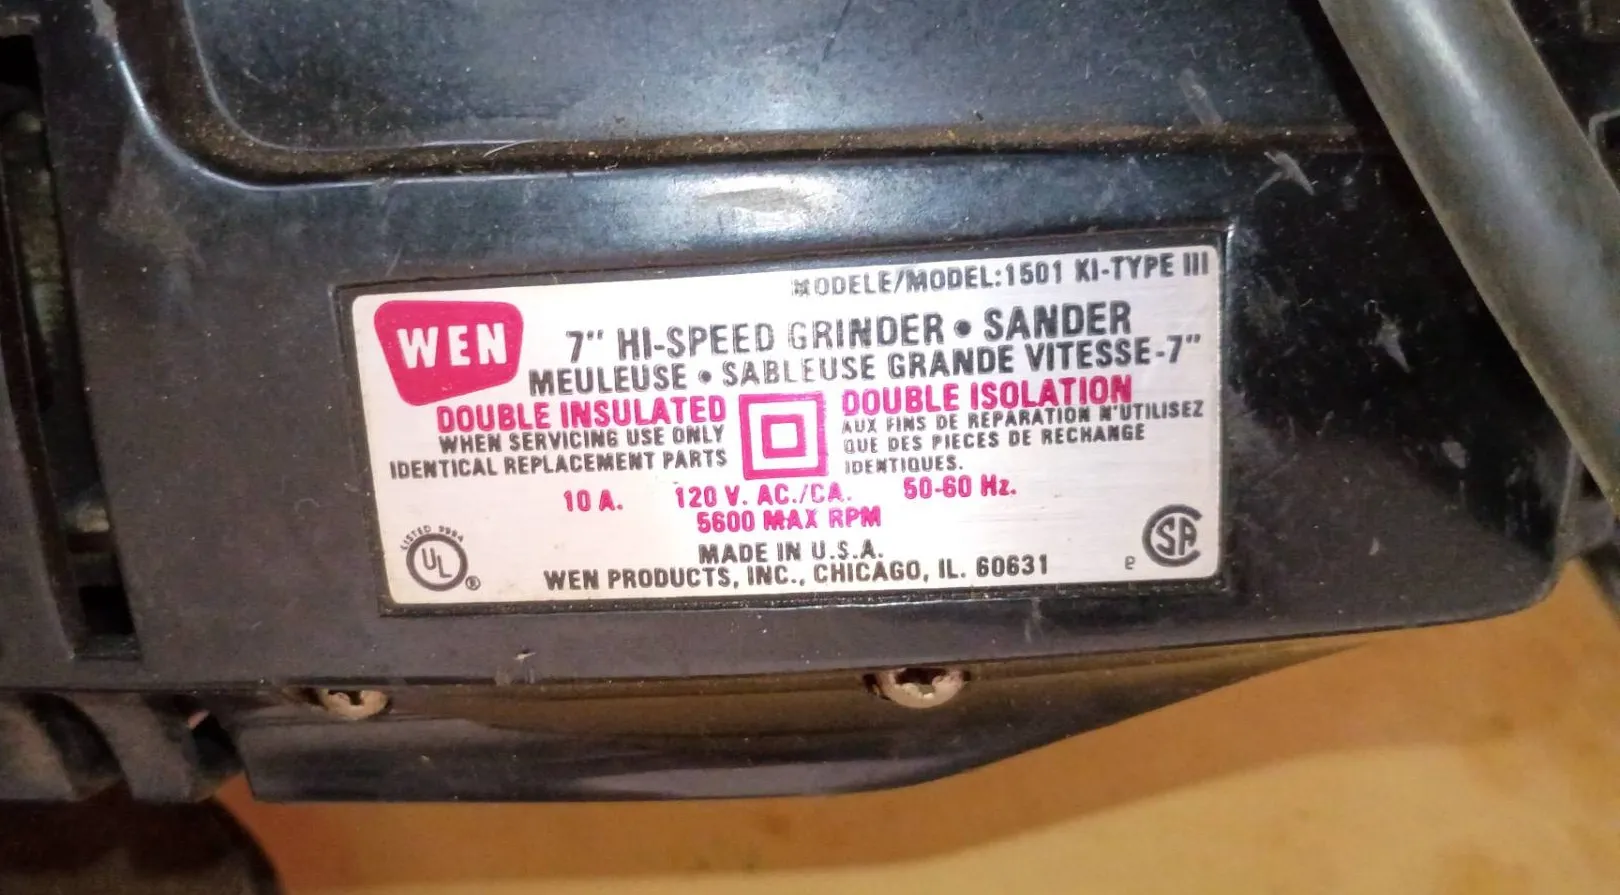 MODELE/MODEL:1501 KI-TYPE III
WEN
7" HI-SPEED GRINDER • SANDER
MEULEUSE • SABLEUSE GRANDE VITESSE-7"
DOUBLE INSULATED
WHEN SERVICING USE ONLY
IDENTICAL REPLACEMENT PARTS
DOUBLE ISOLATION
AUX FINS DE REPARATION N'UTILISEZ
QUE DES PIECES DE RECHANGE
IDENTIQUES.
10 A. 120 V. AC./CA. 50-60 Hz.
5600 MAX RPM
MADE IN U.S.A.
WEN PRODUCTS, INC., CHICAGO, IL. 60631
LISTED
UL ®
SA